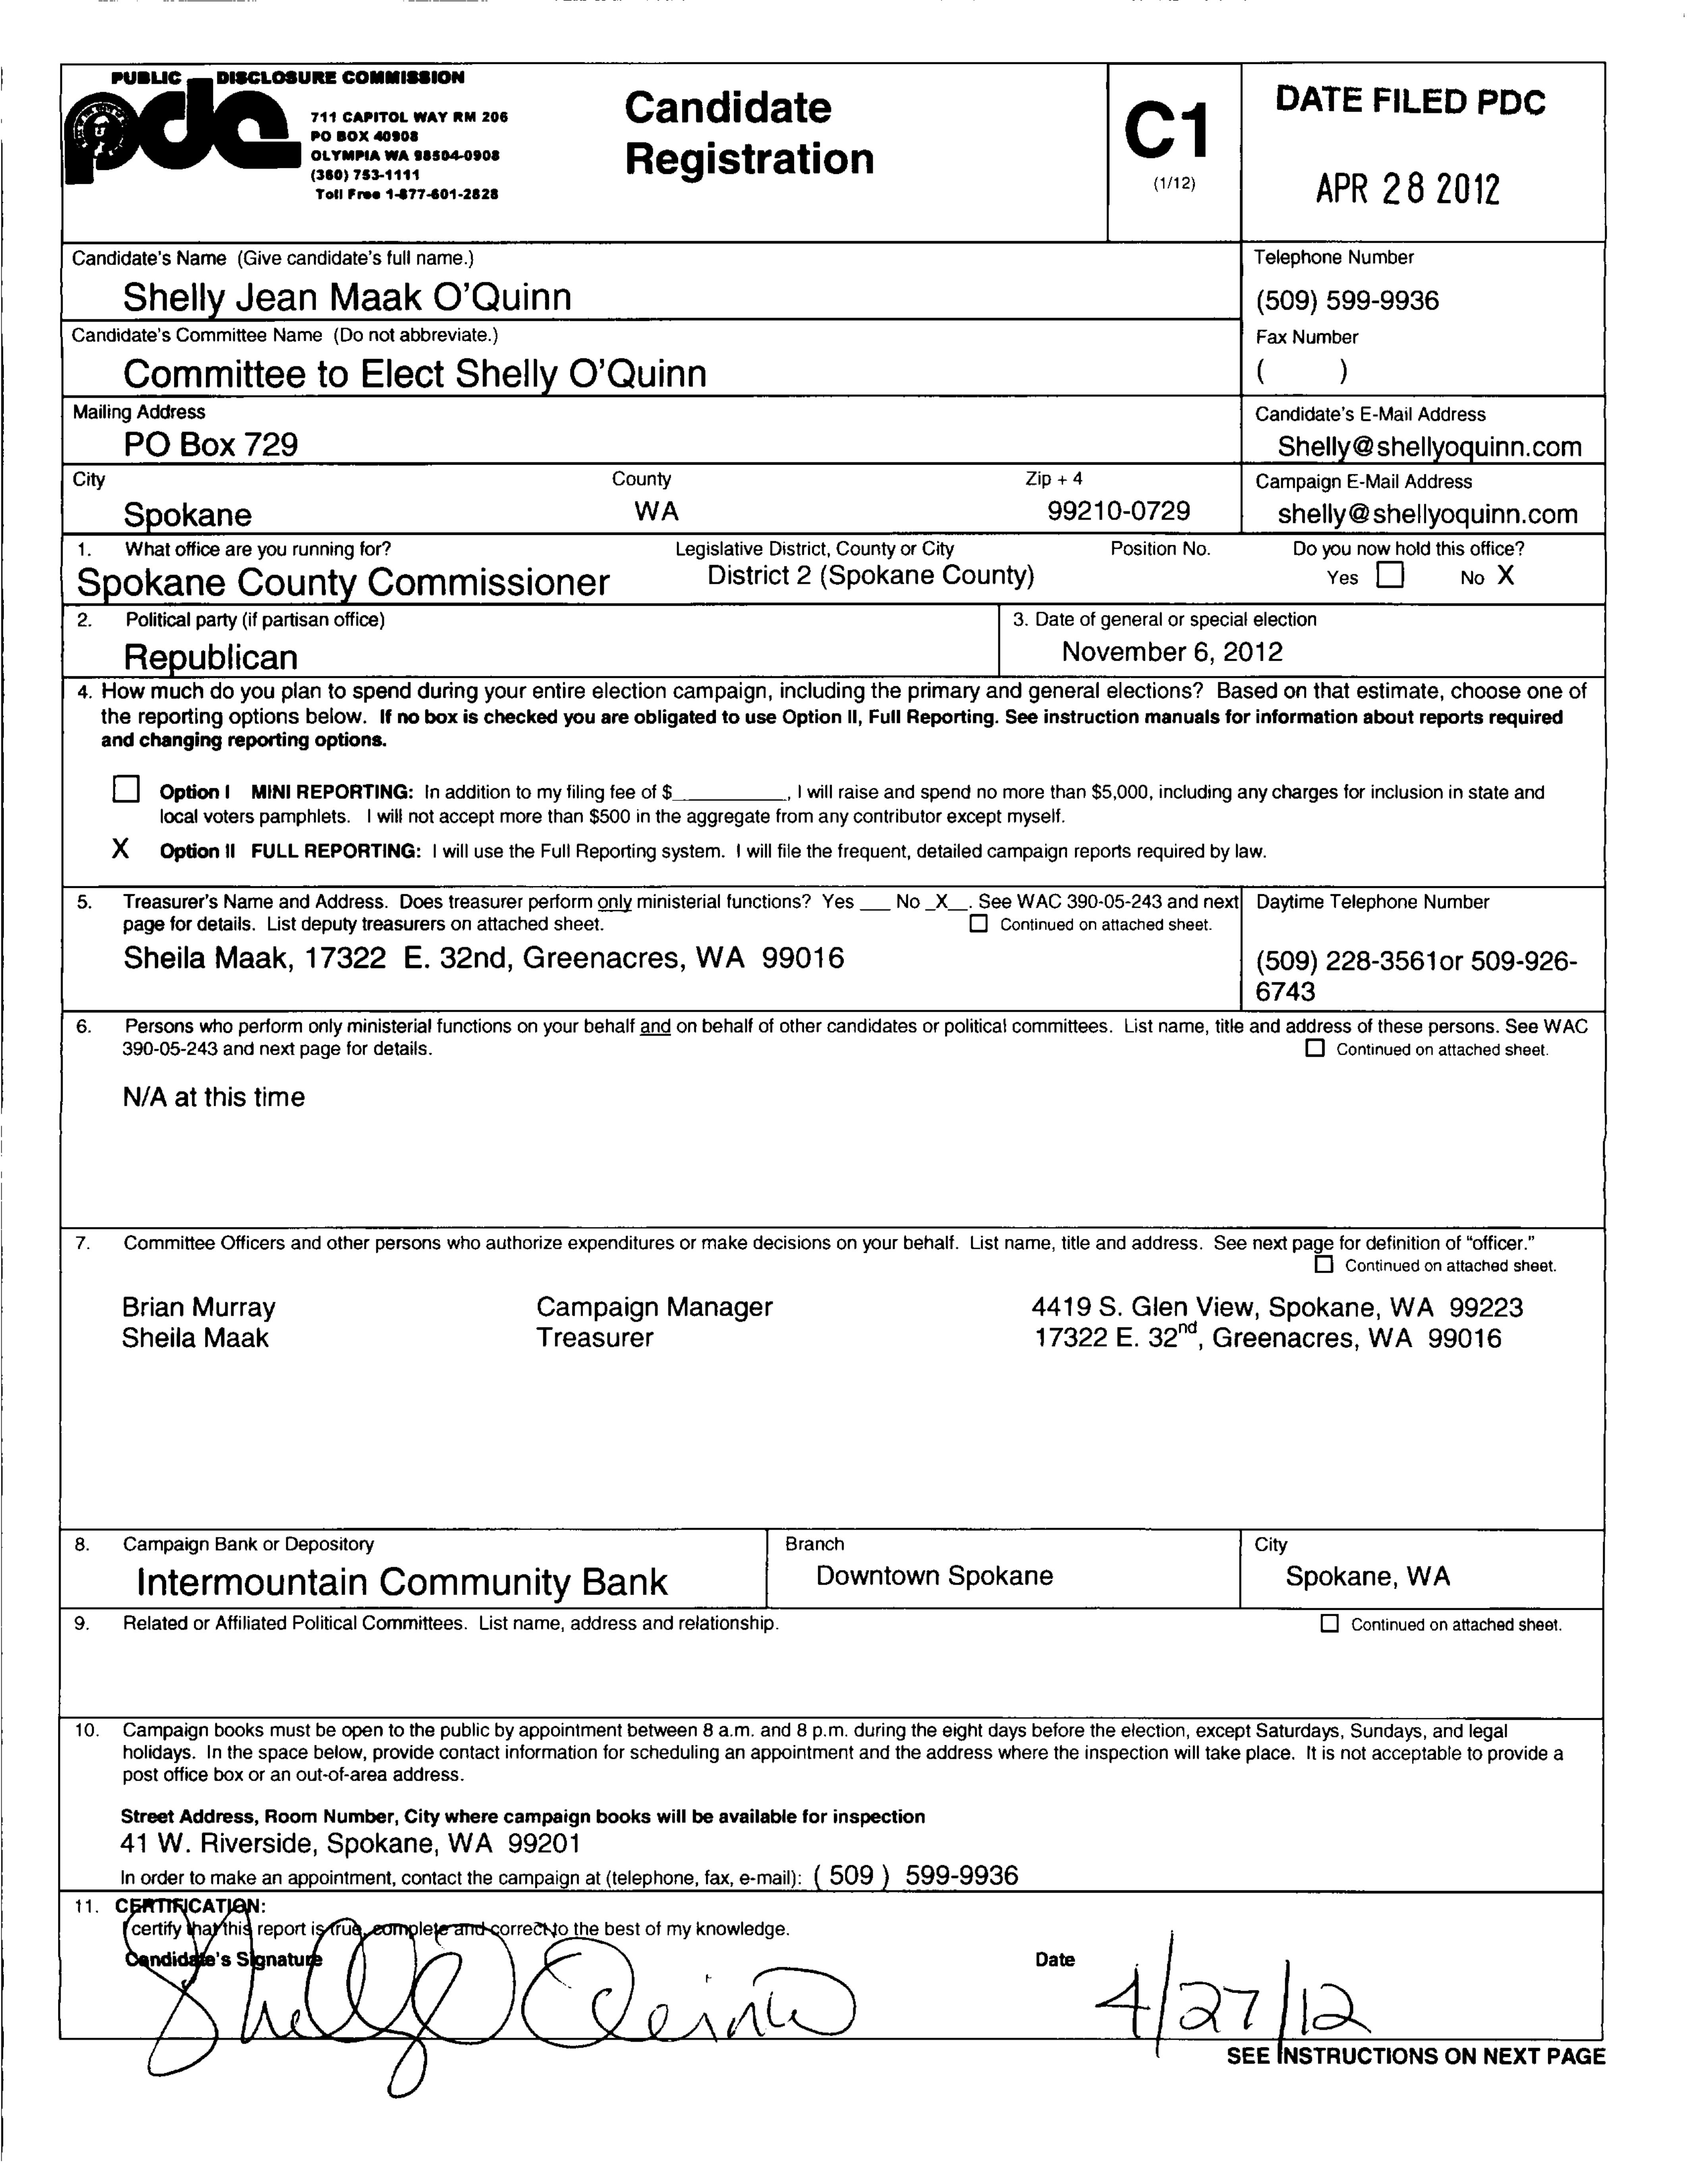 PUBLIC DISCLOSURE COMMISSION
pdc
711 CAPITOL WAY RM 206
PO BOX 40908
OLYMPIA WA 98504-0908
(360) 753-1111
Toll Free 1-877-601-2828
Candidate
Registration
C1
(1/12)
DATE FILED PDC
APR 28 2012
Candidate's Name (Give candidate's full name.)
Shelly Jean Maak O'Quinn
Telephone Number
(509) 599-9936
Candidate's Committee Name (Do not abbreviate.)
Committee to Elect Shelly O'Quinn
Fax Number
( )
Mailing Address
PO Box 729
Candidate's E-Mail Address
Shelly@shellyoquinn.com
City County Zip + 4
Spokane WA 99210-0729
Campaign E-Mail Address
shelly@shellyoquinn.com
1. What office are you running for? Legislative District, County or City Position No. Do you now hold this office?
Spokane County Commissioner District 2 (Spokane County) Yes ☐ No X
2. Political party (if partisan office)
Republican
3. Date of general or special election
November 6, 2012
4. How much do you plan to spend during your entire election campaign, including the primary and general elections? Based on that estimate, choose one of
the reporting options below. If no box is checked you are obligated to use Option II, Full Reporting. See instruction manuals for information about reports required
and changing reporting options.
☐ Option I MINI REPORTING: In addition to my filing fee of $__________, I will raise and spend no more than $5,000, including any charges for inclusion in state and
local voters pamphlets. I will not accept more than $500 in the aggregate from any contributor except myself.
X Option II FULL REPORTING: I will use the Full Reporting system. I will file the frequent, detailed campaign reports required by law.
5. Treasurer's Name and Address. Does treasurer perform only ministerial functions? Yes ___ No _X__. See WAC 390-05-243 and next
page for details. List deputy treasurers on attached sheet. ☐ Continued on attached sheet.
Sheila Maak, 17322 E. 32nd, Greenacres, WA 99016
Daytime Telephone Number
(509) 228-3561or 509-926-
6743
6. Persons who perform only ministerial functions on your behalf and on behalf of other candidates or political committees. List name, title and address of these persons. See WAC
390-05-243 and next page for details. ☐ Continued on attached sheet.
N/A at this time
7. Committee Officers and other persons who authorize expenditures or make decisions on your behalf. List name, title and address. See next page for definition of "officer."
☐ Continued on attached sheet.
Brian Murray Campaign Manager 4419 S. Glen View, Spokane, WA 99223
Sheila Maak Treasurer 17322 E. 32nd, Greenacres, WA 99016
8. Campaign Bank or Depository
Intermountain Community Bank
Branch
Downtown Spokane
City
Spokane, WA
9. Related or Affiliated Political Committees. List name, address and relationship. ☐ Continued on attached sheet.
10. Campaign books must be open to the public by appointment between 8 a.m. and 8 p.m. during the eight days before the election, except Saturdays, Sundays, and legal
holidays. In the space below, provide contact information for scheduling an appointment and the address where the inspection will take place. It is not acceptable to provide a
post office box or an out-of-area address.
Street Address, Room Number, City where campaign books will be available for inspection
41 W. Riverside, Spokane, WA 99201
In order to make an appointment, contact the campaign at (telephone, fax, e-mail): ( 509 ) 599-9936
11. CERTIFICATION:
I certify that this report is true, complete and correct to the best of my knowledge.
Candidate's Signature Date
Shelly O'Quinn 4/27/12
SEE INSTRUCTIONS ON NEXT PAGE